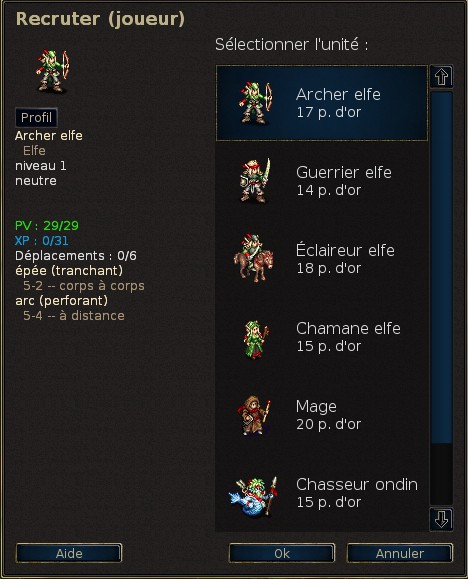 Recruter (joueur)
Sélectionner l'unité :
Profil
Archer elfe
Elfe
niveau 1
neutre
PV : 29/29
XP : 0/31
Déplacements : 0/6
épée (tranchant)
5-2 -- corps à corps
arc (perforant)
5-4 -- à distance
Archer elfe
17 p. d'or
Guerrier elfe
14 p. d'or
Éclaireur elfe
18 p. d'or
Chamane elfe
15 p. d'or
Mage
20 p. d'or
Chasseur ondin
15 p. d'or
Aide
Ok
Annuler